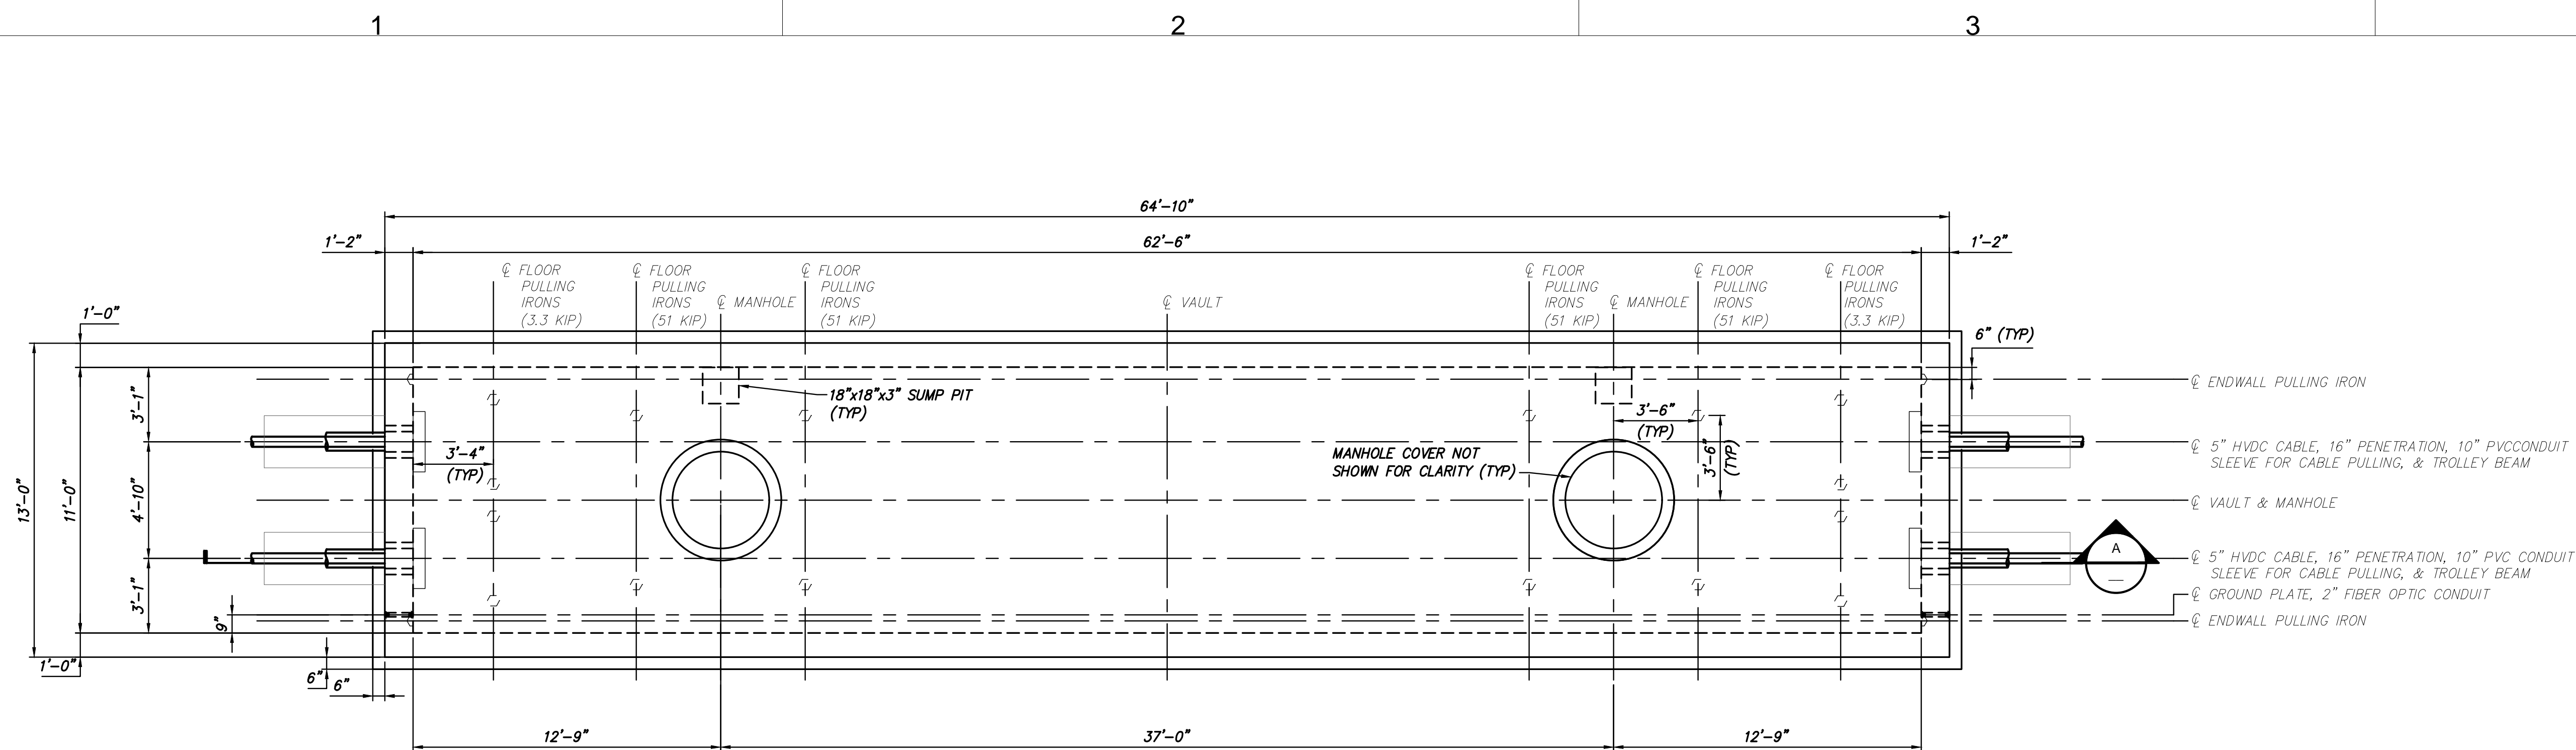 1
2
3
64'-10"
1'-2"
62'-6"
1'-2"
℄ FLOOR
PULLING
IRONS
(3.3 KIP)
℄ FLOOR
PULLING
IRONS
(51 KIP)
℄ MANHOLE
℄ FLOOR
PULLING
IRONS
(51 KIP)
℄ VAULT
℄ FLOOR
PULLING
IRONS
(51 KIP)
℄ MANHOLE
℄ FLOOR
PULLING
IRONS
(51 KIP)
℄ FLOOR
PULLING
IRONS
(3.3 KIP)
1'-0"
6" (TYP)
℄ ENDWALL PULLING IRON
18"x18"x3" SUMP PIT
(TYP)
3'-1"
3'-6"
(TYP)
3'-6"
(TYP)
3'-4"
(TYP)
MANHOLE COVER NOT
SHOWN FOR CLARITY (TYP)
℄ 5" HVDC CABLE, 16" PENETRATION, 10" PVCCONDUIT
SLEEVE FOR CABLE PULLING, & TROLLEY BEAM
13'-0"
11'-0"
4'-10"
℄ VAULT & MANHOLE
A
℄ 5" HVDC CABLE, 16" PENETRATION, 10" PVC CONDUIT
SLEEVE FOR CABLE PULLING, & TROLLEY BEAM
3'-1"
9"
℄ GROUND PLATE, 2" FIBER OPTIC CONDUIT
℄ ENDWALL PULLING IRON
1'-0"
6"
6"
12'-9"
37'-0"
12'-9"